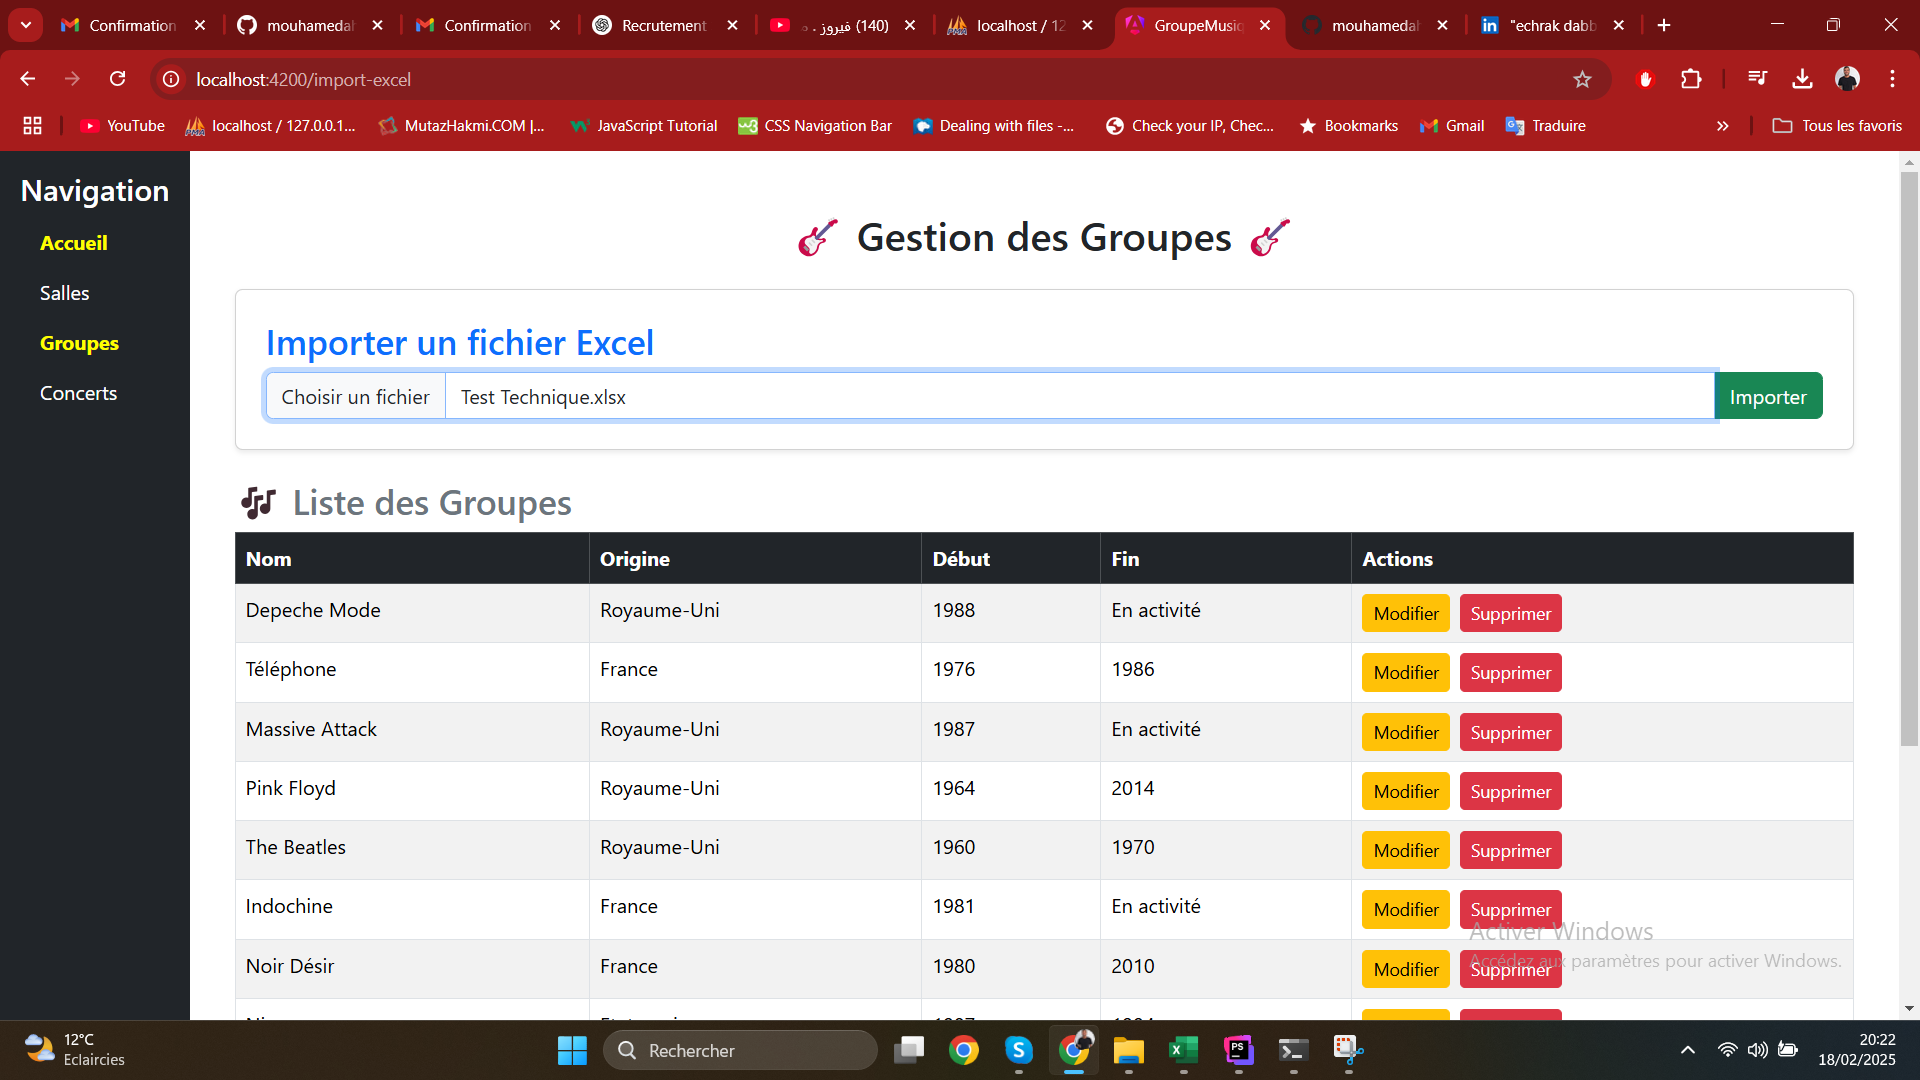 Confirmation
mouhamedah
Confirmation
Recrutement
(140) فيروز
localhost / 12
GroupeMusiq
mouhamedah
"echrak dabb
localhost:4200/import-excel
YouTube
localhost / 127.0.0.1...
MutazHakmi.COM |...
JavaScript Tutorial
CSS Navigation Bar
Dealing with files -...
Check your IP, Chec...
Bookmarks
Gmail
Traduire
Tous les favoris
Navigation
Accueil
Salles
Groupes
Concerts
Gestion des Groupes
Importer un fichier Excel
Choisir un fichier Test Technique.xlsx Importer
Liste des Groupes
Nom Origine Début Fin Actions
Depeche Mode Royaume-Uni 1988 En activité Modifier Supprimer
Téléphone France 1976 1986 Modifier Supprimer
Massive Attack Royaume-Uni 1987 En activité Modifier Supprimer
Pink Floyd Royaume-Uni 1964 2014 Modifier Supprimer
The Beatles Royaume-Uni 1960 1970 Modifier Supprimer
Indochine France 1981 En activité Modifier Supprimer
Noir Désir France 1980 2010 Modifier Supprimer
Activer Windows
Accédez aux paramètres pour activer Windows.
12°C
Eclaircies
Rechercher
20:22
18/02/2025